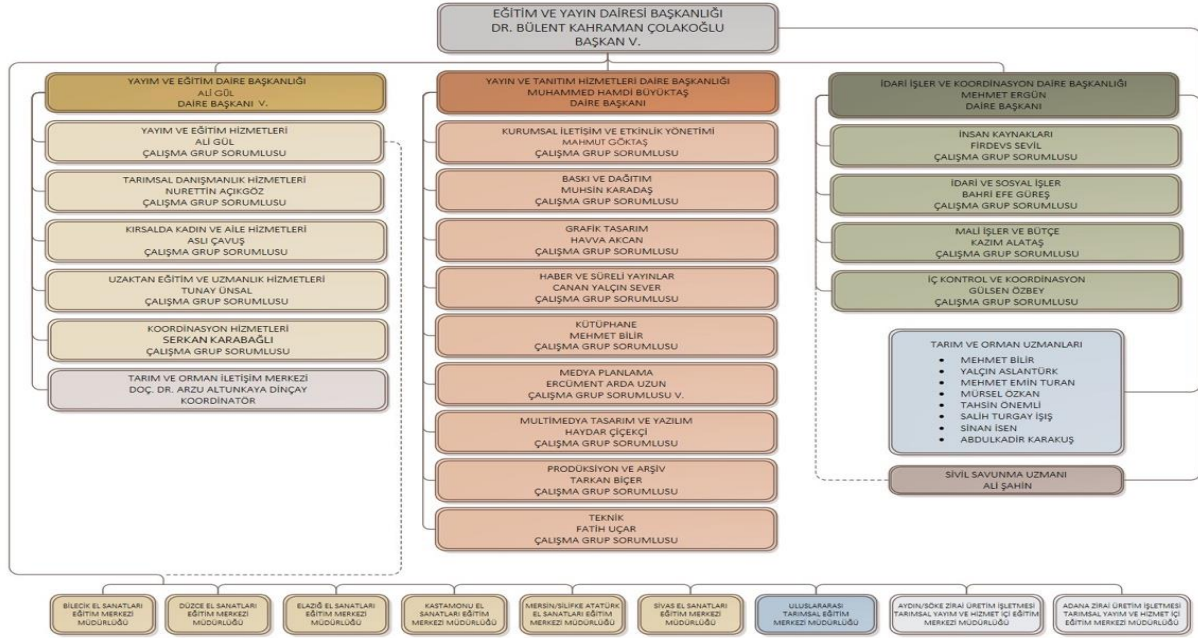 EĞİTİM VE YAYIN DAİRESİ BAŞKANLIĞI
DR. BÜLENT KAHRAMAN ÇOLAKOĞLU
BAŞKAN V.
YAYIM VE EĞİTİM DAİRE BAŞKANLIĞI
ALİ GÜL
DAİRE BAŞKANI V.
YAYIM VE EĞİTİM HİZMETLERİ
ALİ GÜL
ÇALIŞMA GRUP SORUMLUSU
TARIMSAL DANIŞMANLIK HİZMETLERİ
NURETTİN AÇIKGÖZ
ÇALIŞMA GRUP SORUMLUSU
KIRSALDA KADIN VE AİLE HİZMETLERİ
ASLI ÇAVUŞ
ÇALIŞMA GRUP SORUMLUSU
UZAKTAN EĞİTİM VE UZMANLIK HİZMETLERİ
TUNAY ÜNSAL
ÇALIŞMA GRUP SORUMLUSU
KOORDİNASYON HİZMETLERİ
SERKAN KARABAĞLI
ÇALIŞMA GRUP SORUMLUSU
TARIM VE ORMAN İLETİŞİM MERKEZİ
DOÇ. DR. ARZU ALTUNKAYA DİNÇAY
KOORDİNATÖR
YAYIN VE TANITIM HİZMETLERİ DAİRE BAŞKANLIĞI
MUHAMMED HAMDİ BÜYÜKTAŞ
DAİRE BAŞKANI
KURUMSAL İLETİŞİM VE ETKİNLİK YÖNETİMİ
MAHMUT GÖKTAŞ
ÇALIŞMA GRUP SORUMLUSU
BASKI VE DAĞITIM
MUHSİN KARADAŞ
ÇALIŞMA GRUP SORUMLUSU
GRAFİK TASARIM
HAVVA AKCAN
ÇALIŞMA GRUP SORUMLUSU
HABER VE SÜRELİ YAYINLAR
CANAN YALÇIN SEVER
ÇALIŞMA GRUP SORUMLUSU
KÜTÜPHANE
MEHMET BİLİR
ÇALIŞMA GRUP SORUMLUSU
MEDYA PLANLAMA
ERCÜMENT ARDA UZUN
ÇALIŞMA GRUP SORUMLUSU V.
MULTİMEDYA TASARIM VE YAZILIM
HAYDAR ÇİÇEKÇİ
ÇALIŞMA GRUP SORUMLUSU
PRODÜKSİYON VE ARŞİV
TARKAN BİÇER
ÇALIŞMA GRUP SORUMLUSU
TEKNİK
FATİH UÇAR
ÇALIŞMA GRUP SORUMLUSU
İDARİ İŞLER VE KOORDİNASYON DAİRE BAŞKANLIĞI
MEHMET ERGÜN
DAİRE BAŞKANI
İNSAN KAYNAKLARI
FİRDEVS SEVİL
ÇALIŞMA GRUP SORUMLUSU
İDARİ VE SOSYAL İŞLER
BAHRİ EFE GÜREŞ
ÇALIŞMA GRUP SORUMLUSU
MALİ İŞLER VE BÜTÇE
KAZIM ALATAŞ
ÇALIŞMA GRUP SORUMLUSU
İÇ KONTROL VE KOORDİNASYON
GÜLSEN ÖZBEY
ÇALIŞMA GRUP SORUMLUSU
TARIM VE ORMAN UZMANLARI
• MEHMET BİLİR
• YALÇIN ASLANTÜRK
• MEHMET EMİN TURAN
• MÜRSEL ÖZKAN
• TAHSİN ÖNEMLİ
• SALİH TURGAY IŞIŞ
• SİNAN İSEN
• ABDULKADİR KARAKUŞ
SİVİL SAVUNMA UZMANI
ALİ ŞAHİN
BİLECİK EL SANATLARI
EĞİTİM MERKEZİ
MÜDÜRLÜĞÜ
DÜZCE EL SANATLARI
EĞİTİM MERKEZİ
MÜDÜRLÜĞÜ
ELAZIĞ EL SANATLARI
EĞİTİM MERKEZİ
MÜDÜRLÜĞÜ
KASTAMONU EL
SANATLARI EĞİTİM
MERKEZİ MÜDÜRLÜĞÜ
MERSİN/SİLİFKE ATATÜRK
EL SANATLARI EĞİTİM
MERKEZİ MÜDÜRLÜĞÜ
SİVAS EL SANATLARI
EĞİTİM MERKEZİ
MÜDÜRLÜĞÜ
ULUSLARARASI
TARIMSAL EĞİTİM
MERKEZİ MÜDÜRLÜĞÜ
AYDIN/SÖKE ZİRAİ ÜRETİM İŞLETMESİ
TARIMSAL YAYIM VE HİZMET İÇİ EĞİTİM
MERKEZİ MÜDÜRLÜĞÜ
ADANA ZİRAİ ÜRETİM İŞLETMESİ
TARIMSAL YAYIM VE HİZMET İÇİ
EĞİTİM MERKEZİ MÜDÜRLÜĞÜ